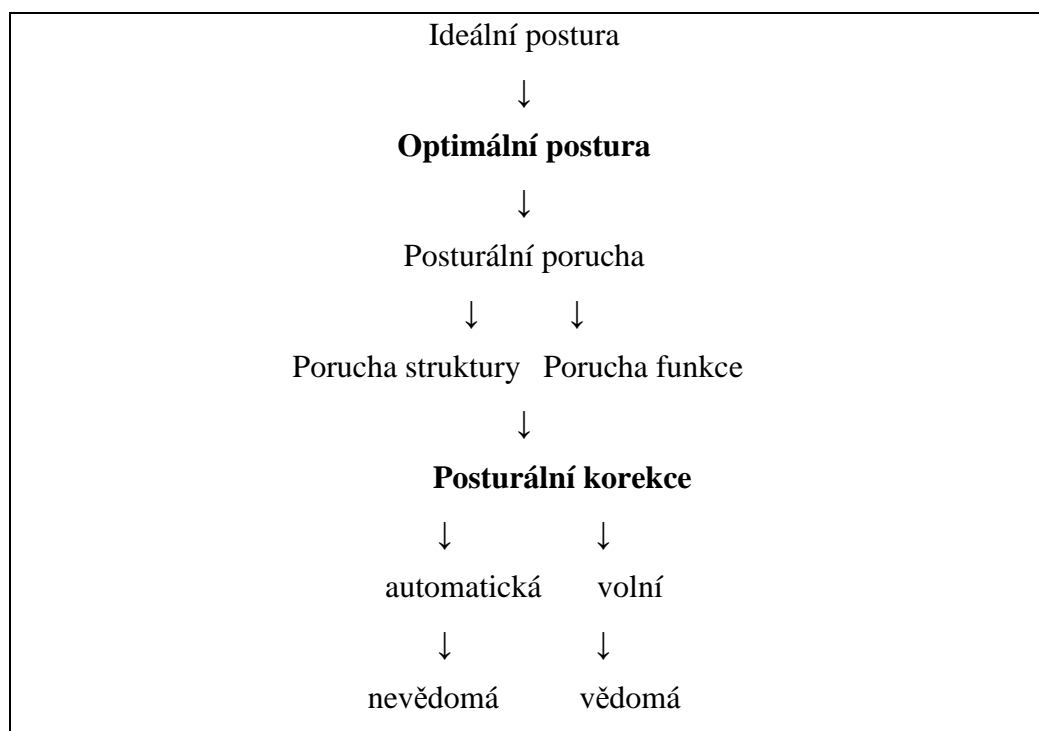 Ideální postura
↓
Optimální postura
↓
Posturální porucha
↓ ↓
Porucha struktury Porucha funkce
↓
Posturální korekce
↓ ↓
automatická volní
↓ ↓
nevědomá vědomá